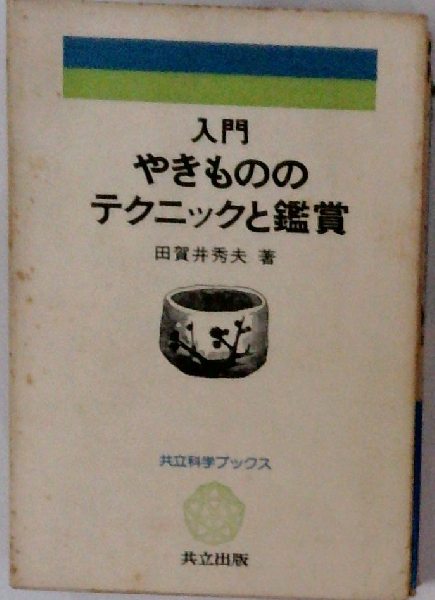 入門
やきものの
テクニックと鑑賞
田賀井秀夫 著
共立科学ブックス
共立出版